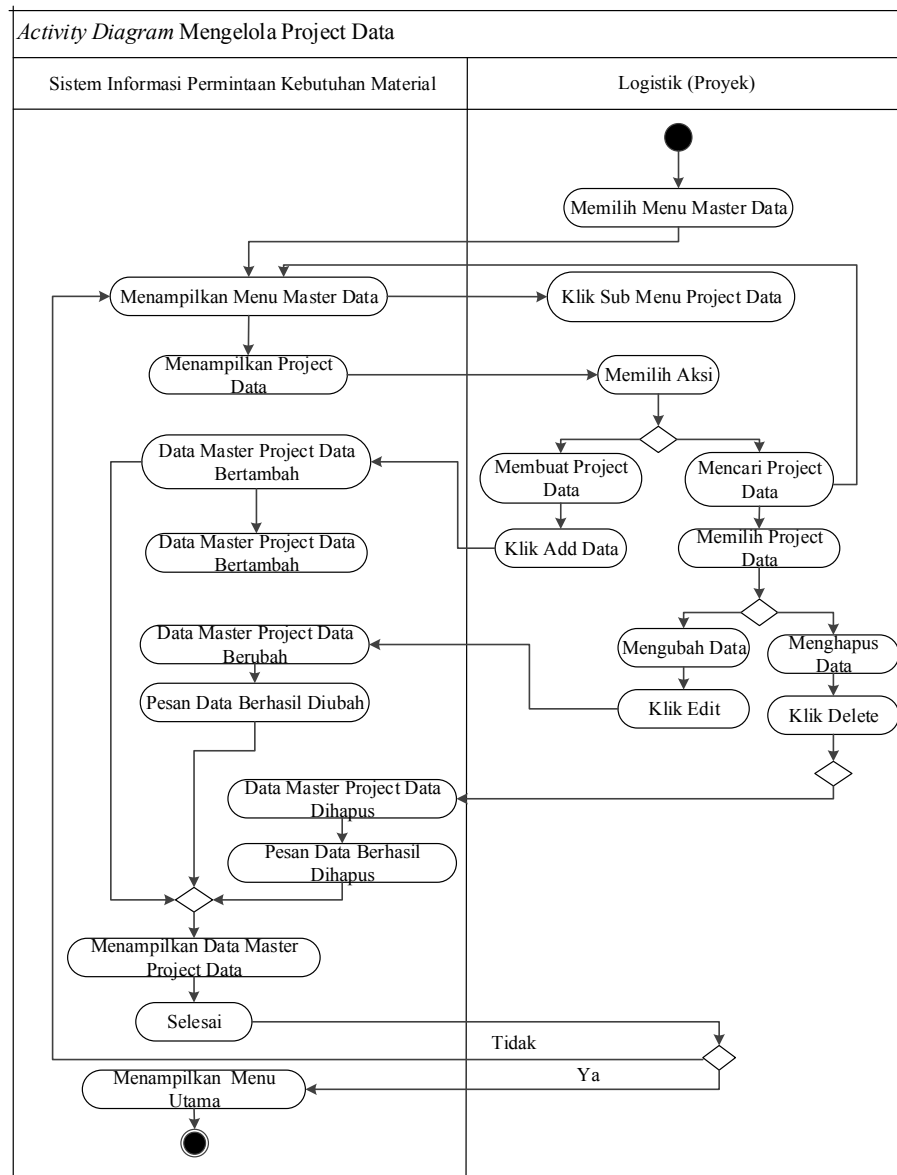 Activity Diagram Mengelola Project Data
Sistem Informasi Permintaan Kebutuhan Material
Logistik (Proyek)
Memilih Menu Master Data
Menampilkan Menu Master Data
Klik Sub Menu Project Data
Menampilkan Project
Data
Memilih Aksi
Data Master Project Data
Bertambah
Membuat Project
Data
Mencari Project
Data
Data Master Project Data
Bertambah
Klik Add Data
Memilih Project
Data
Data Master Project Data
Berubah
Mengubah Data
Menghapus
Data
Pesan Data Berhasil Diubah
Klik Edit
Klik Delete
Data Master Project Data
Dihapus
Pesan Data Berhasil
Dihapus
Menampilkan Data Master
Project Data
Selesai
Tidak
Ya
Menampilkan Menu
Utama